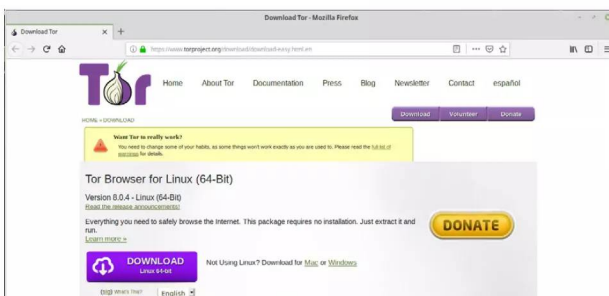 Download Tor - Mozilla Firefox
Download Tor
https://www.torproject.org/download/download-easy.html.en
Tor
Home About Tor Documentation Press Blog Newsletter Contact español
HOME » DOWNLOAD
Download Volunteer Donate
Want Tor to really work?
You need to change some of your habits, as some things won't work exactly as you are used to. Please read the full list of
warnings for details.
Tor Browser for Linux (64-Bit)
Version 8.0.4 - Linux (64-Bit)
Read the release announcements!
Everything you need to safely browse the Internet. This package requires no installation. Just extract it and
run.
Learn more »
DONATE
DOWNLOAD
Linux 64-bit
Not Using Linux? Download for Mac or Windows
(sig) What's This?
English